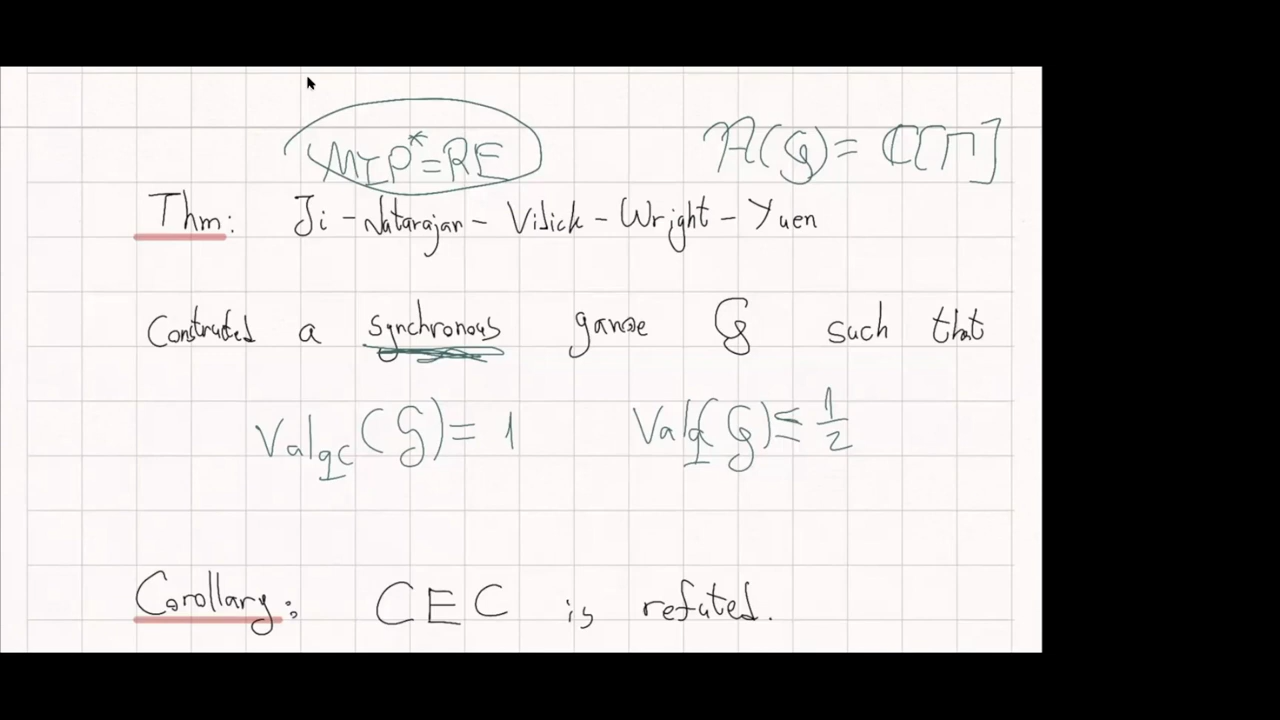 MIP* = RE
A(G) = ℂ[Γ]
Thm: Ji - Natarajan - Vidick - Wright - Yuen
Constructed a synchronous game G such that
Val_qc(G) = 1 Val_q(G) ≤ 1/2
Corollary: CEC is refuted.